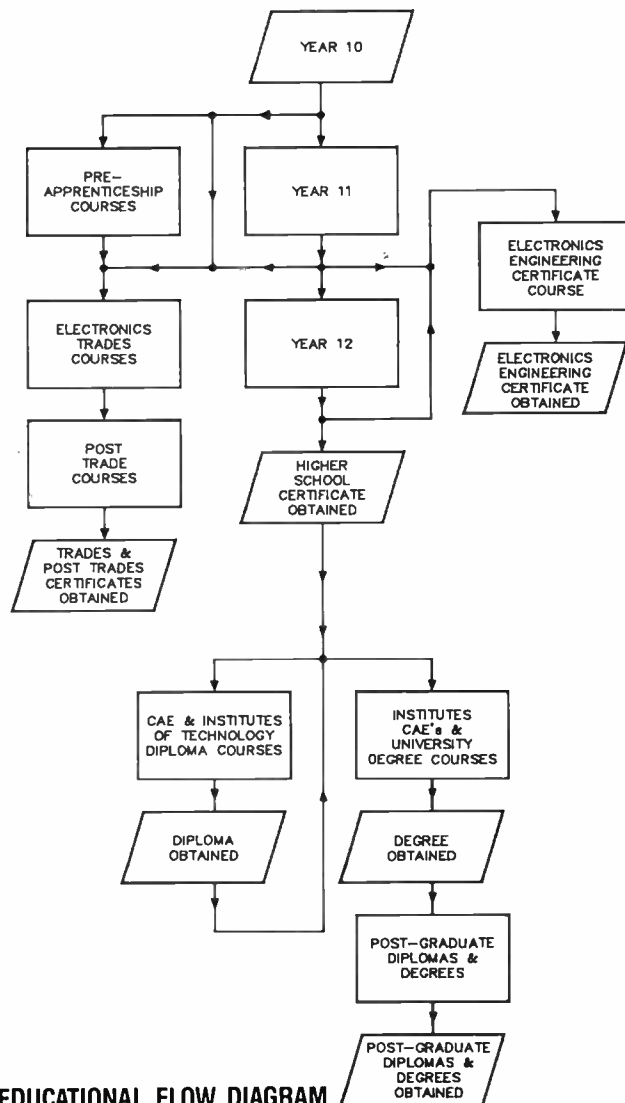 YEAR 10
PRE-
APPRENTICESHIP
COURSES
YEAR 11
ELECTRONICS
ENGINEERING
CERTIFICATE
COURSE
ELECTRONICS
TRADES
COURSES
YEAR 12
ELECTRONICS
ENGINEERING
CERTIFICATE
OBTAINED
POST
TRADE
COURSES
HIGHER
SCHOOL
CERTIFICATE
OBTAINED
TRADES &
POST TRADES
CERTIFICATES
OBTAINED
CAE & INSTITUTES
OF TECHNOLOGY
DIPLOMA COURSES
INSTITUTES
CAE's &
UNIVERSITY
DEGREE COURSES
DIPLOMA
OBTAINED
DEGREE
OBTAINED
POST-GRADUATE
DIPLOMAS &
DEGREES
POST-GRADUATE
DIPLOMAS &
DEGREES
OBTAINED
EDUCATIONAL FLOW DIAGRAM